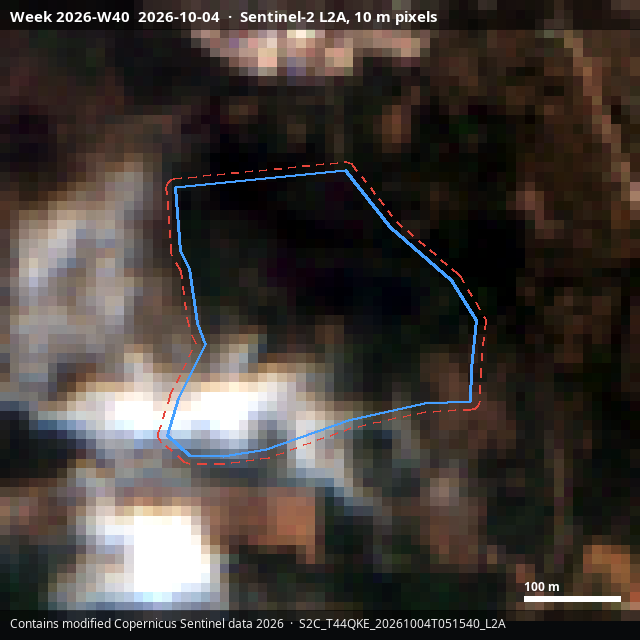 Week 2026-W40  2026-10-04  ·  Sentinel-2 L2A, 10 m pixels
100 m
Contains modified Copernicus Sentinel data 2026  ·  S2C_T44QKE_20261004T051540_L2A